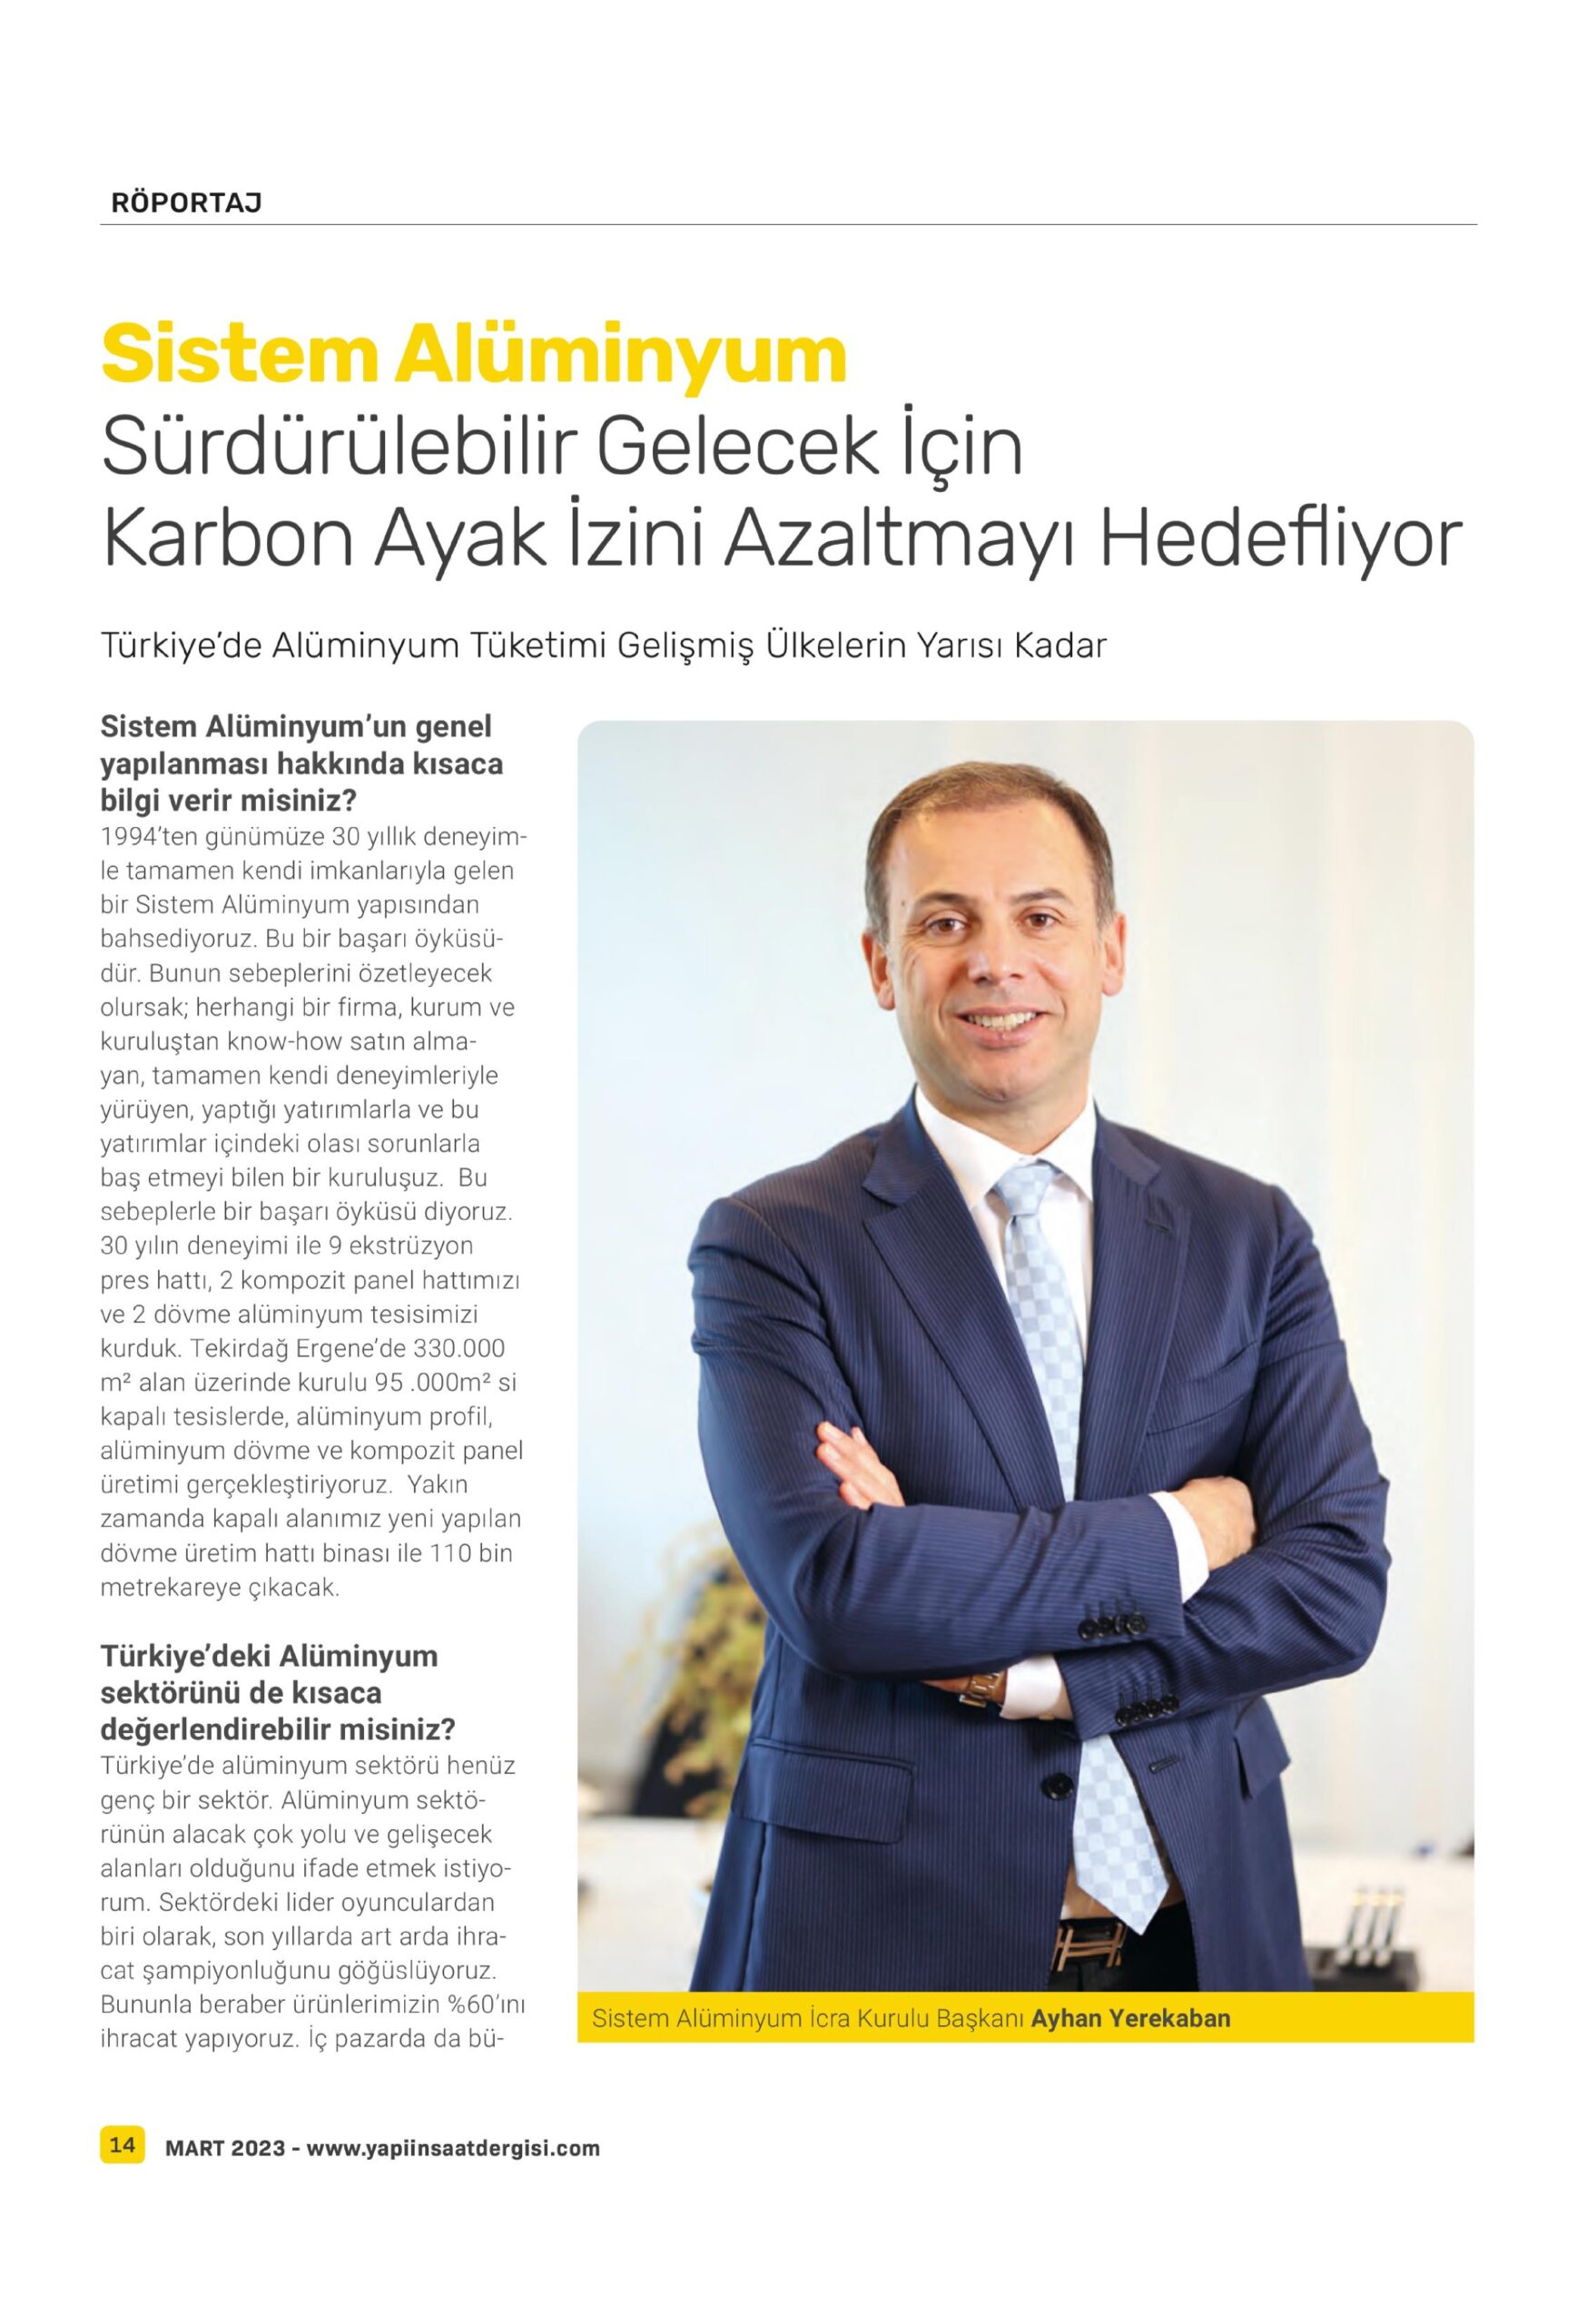 RÖPORTAJ
Sistem Alüminyum
Sürdürülebilir Gelecek İçin
Karbon Ayak İzini Azaltmayı Hedefliyor
Türkiye’de Alüminyum Tüketimi Gelişmiş Ülkelerin Yarısı Kadar
Sistem Alüminyum’un genel
yapılanması hakkında kısaca
bilgi verir misiniz?
1994’ten günümüze 30 yıllık deneyim-
le tamamen kendi imkanlarıyla gelen
bir Sistem Alüminyum yapısından
bahsediyoruz. Bu bir başarı öyküsü-
dür. Bunun sebeplerini özetleyecek
olursak; herhangi bir firma, kurum ve
kuruluştan know-how satın alma-
yan, tamamen kendi deneyimleriyle
yürüyen, yaptığı yatırımlarla ve bu
yatırımlar içindeki olası sorunlarla
baş etmeyi bilen bir kuruluşuz.  Bu
sebeplerle bir başarı öyküsü diyoruz.
30 yılın deneyimi ile 9 ekstrüzyon
pres hattı, 2 kompozit panel hattımızı
ve 2 dövme alüminyum tesisimizi
kurduk. Tekirdağ Ergene’de 330.000
m² alan üzerinde kurulu 95 .000m² si
kapalı tesislerde, alüminyum profil,
alüminyum dövme ve kompozit panel
üretimi gerçekleştiriyoruz.  Yakın
zamanda kapalı alanımız yeni yapılan
dövme üretim hattı binası ile 110 bin
metrekareye çıkacak.
Türkiye’deki Alüminyum
sektörünü de kısaca
değerlendirebilir misiniz?
Türkiye’de alüminyum sektörü henüz
genç bir sektör. Alüminyum sektö-
rünün alacak çok yolu ve gelişecek
alanları olduğunu ifade etmek istiyo-
rum. Sektördeki lider oyunculardan
biri olarak, son yıllarda art arda ihra-
cat şampiyonluğunu göğüslüyoruz.
Bununla beraber ürünlerimizin %60’ını
ihracat yapıyoruz. İç pazarda da bü-
Sistem Alüminyum İcra Kurulu Başkanı Ayhan Yerekaban
14 MART 2023 - www.yapiinsaatdergisi.com